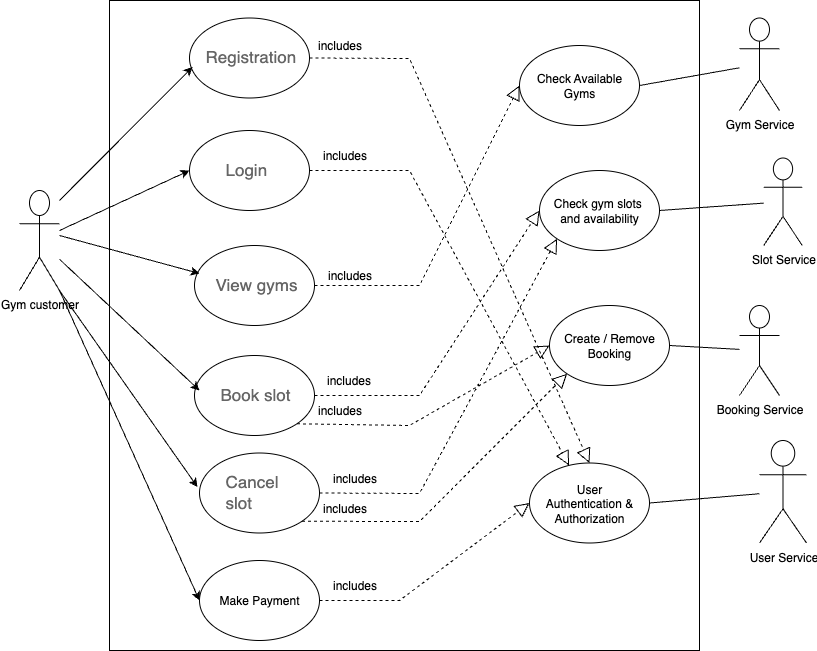 Registration
includes
Check Available
Gyms
Gym Service
Login
includes
Check gym slots
and availability
Slot Service
Gym customer
View gyms
includes
Create / Remove
Booking
Booking Service
Book slot
includes
includes
Cancel
slot
includes
includes
User
Authentication &
Authorization
User Service
Make Payment
includes